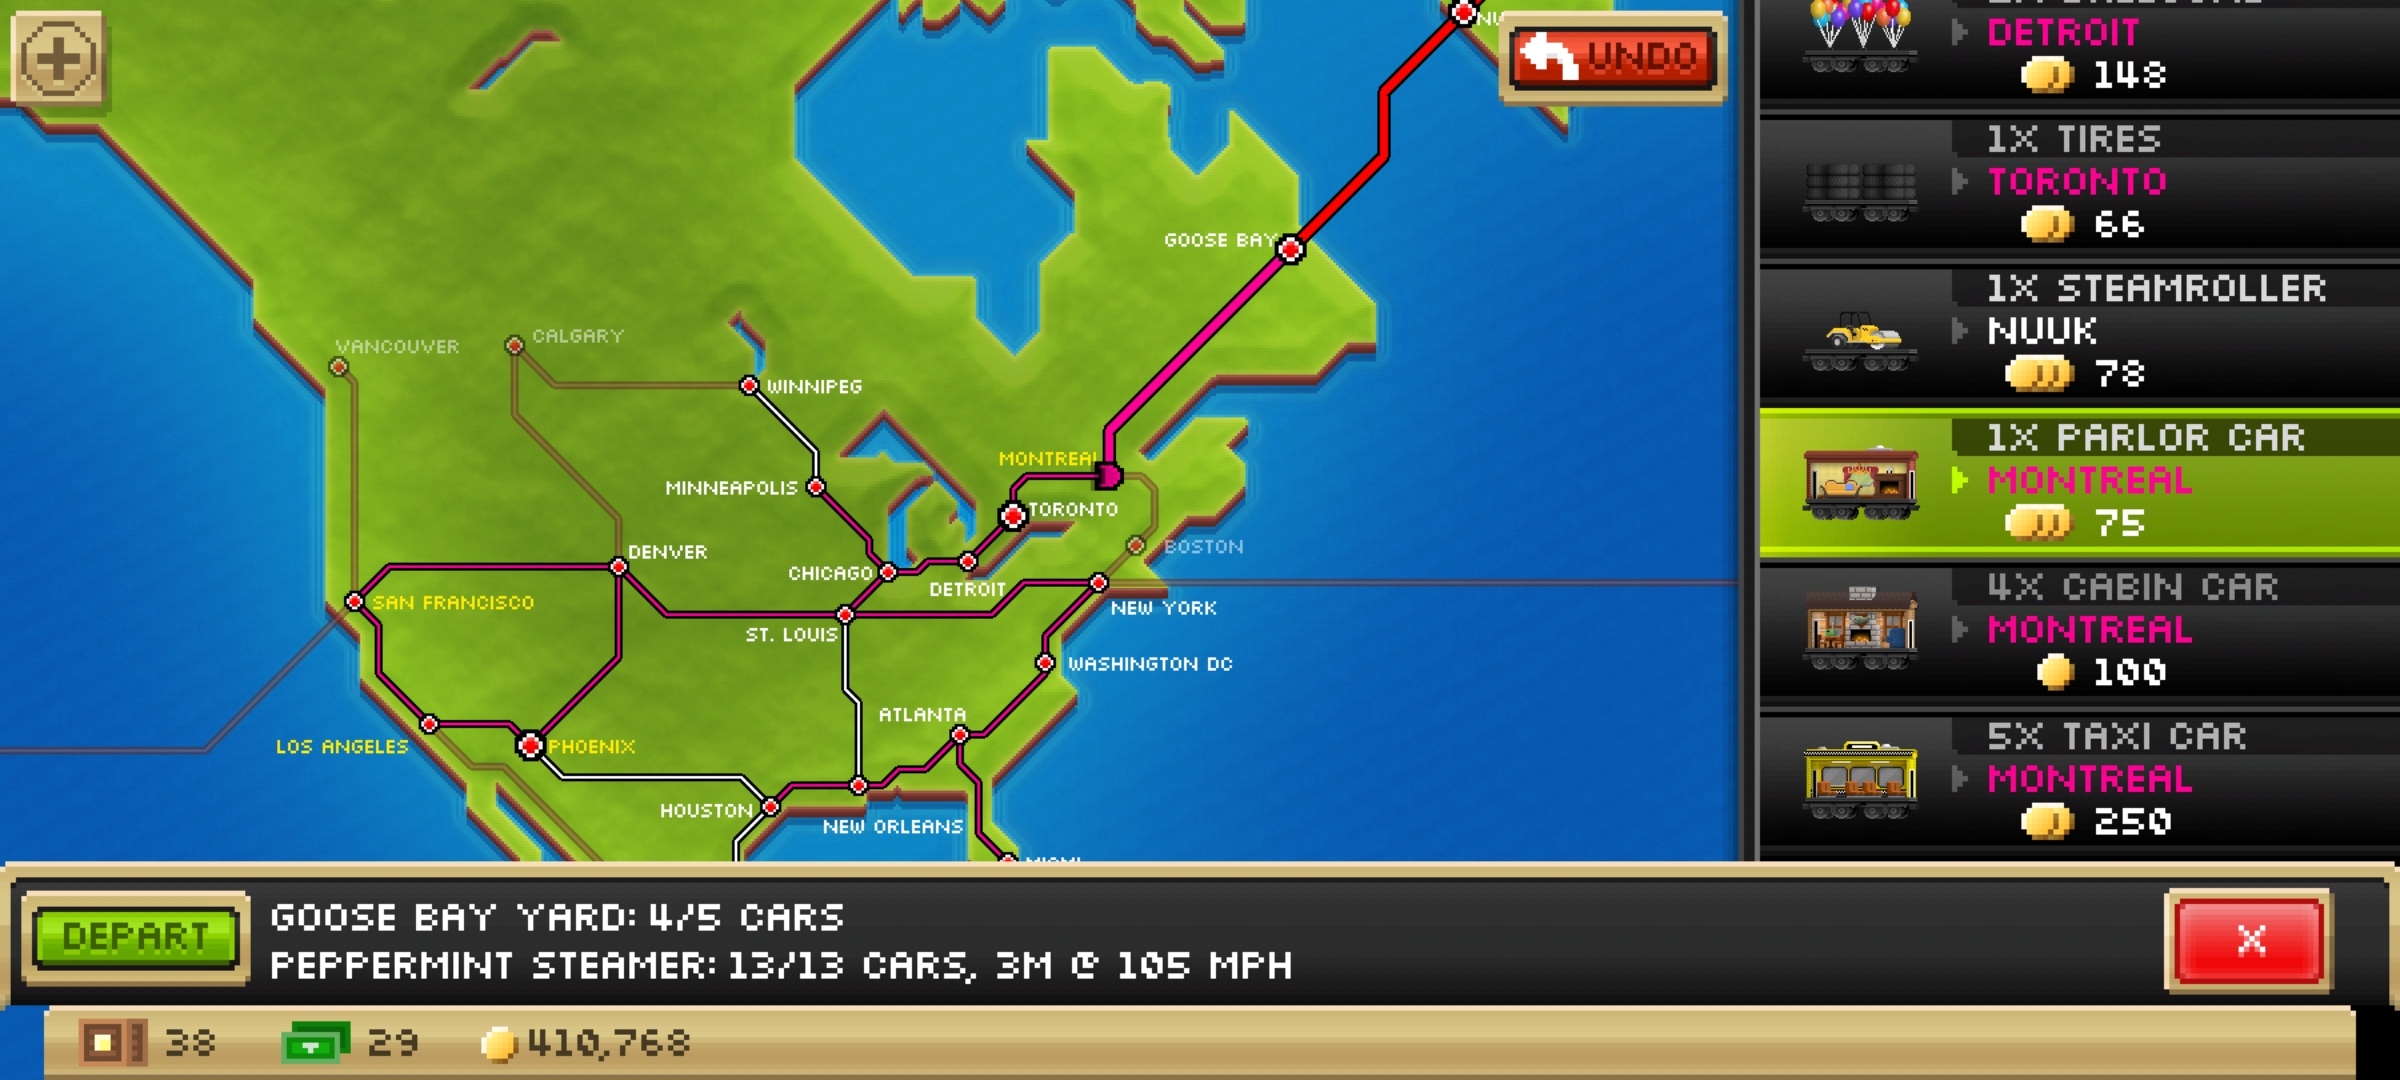 NU
UNDO
GOOSE BAY
VANCOUVER
CALGARY
WINNIPEG
MONTREAL
MINNEAPOLIS
TORONTO
DENVER
BOSTON
CHICAGO
DETROIT
SAN FRANCISCO
NEW YORK
ST. LOUIS
WASHINGTON DC
ATLANTA
LOS ANGELES
PHOENIX
HOUSTON
NEW ORLEANS
MIAMI
DETROIT
148
1X TIRES
TORONTO
66
1X STEAMROLLER
NUUK
78
1X PARLOR CAR
MONTREAL
75
4X CABIN CAR
MONTREAL
100
5X TAXI CAR
MONTREAL
250
DEPART
GOOSE BAY YARD: 4/5 CARS
PEPPERMINT STEAMER: 13/13 CARS, 3M @ 105 MPH
X
38
29
410,768